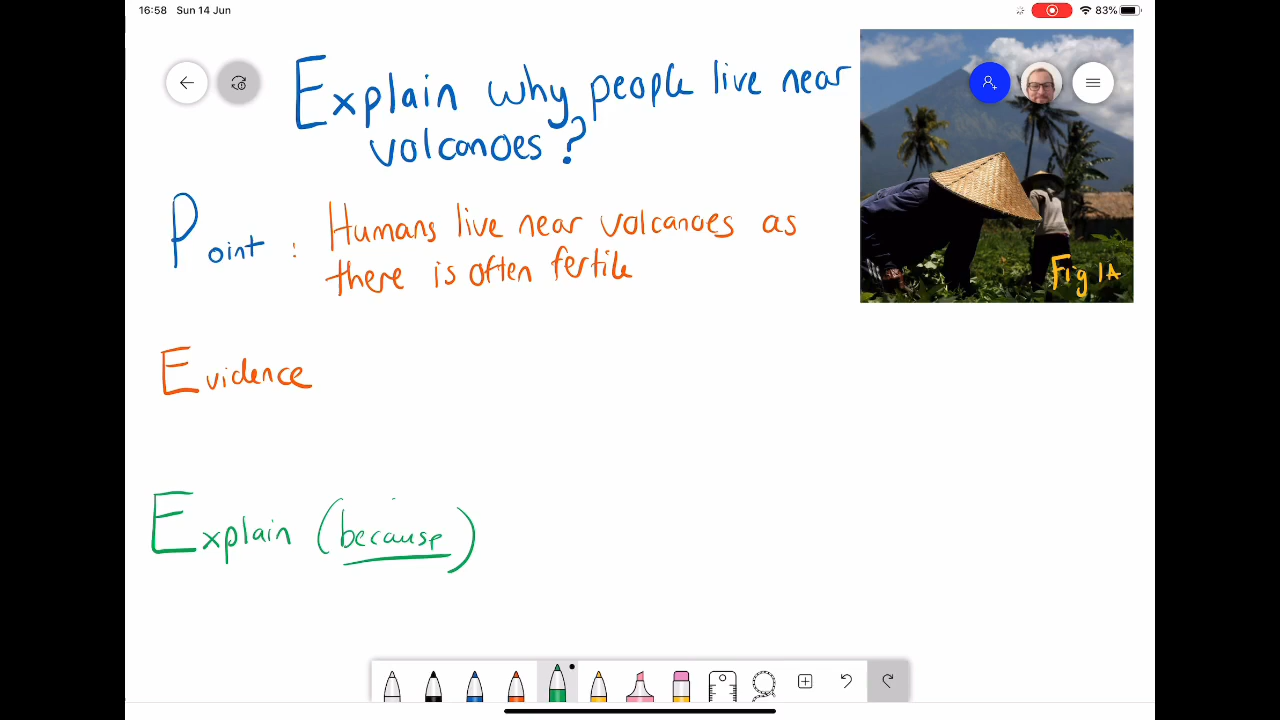 16:58 Sun 14 Jun
83%
Explain why people live near
volcanoes?
Point : Humans live near volcanoes as
there is often fertile
Fig 1A
Evidence
Explain (because)